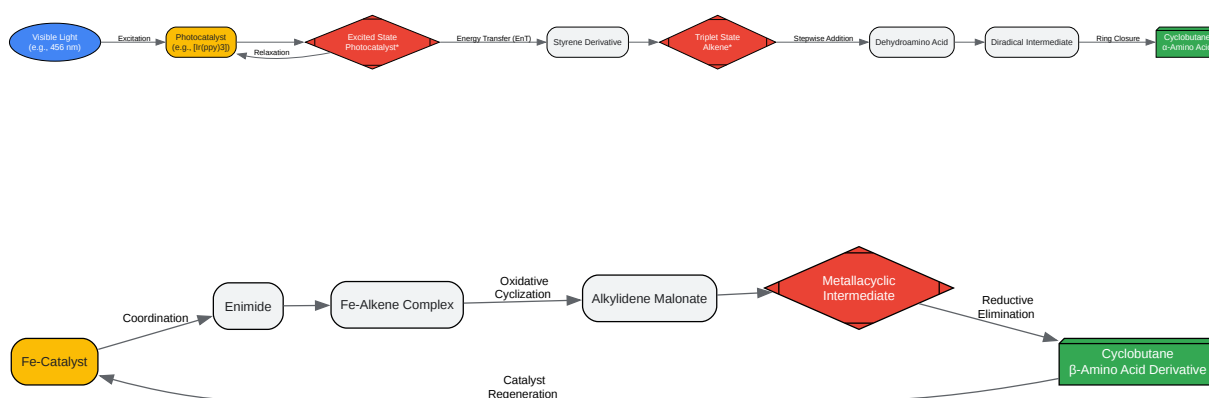 Visible Light
(e.g., 456 nm)
Excitation
Photocatalyst
(e.g., [Ir(ppy)3])
Relaxation
Excited State
Photocatalyst*
Energy Transfer (EnT)
Styrene Derivative
Triplet State
Alkene*
Stepwise Addition
Dehydroamino Acid
Diradical Intermediate
Ring Closure
Cyclobutane
α-Amino Acid
Fe-Catalyst
Coordination
Enimide
Fe-Alkene Complex
Oxidative
Cyclization
Alkylidene Malonate
Metallacyclic
Intermediate
Reductive
Elimination
Cyclobutane
β-Amino Acid Derivative
Catalyst
Regeneration